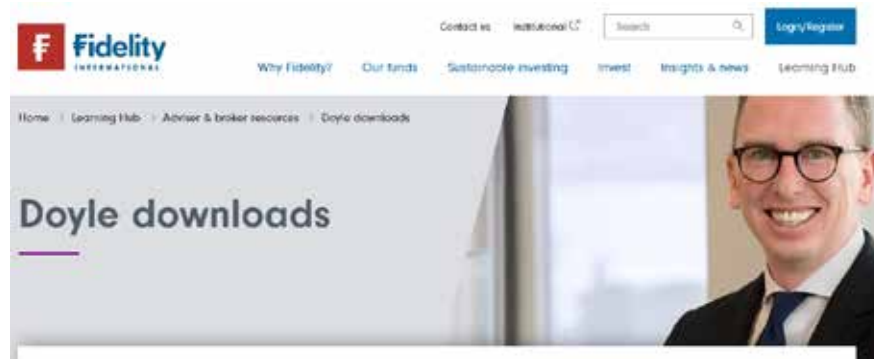 Contact us Institutional Search Login/Register
Fidelity
INTERNATIONAL
Why Fidelity? Our funds Sustainable investing Invest Insights & news Learning Hub
Home Learning Hub Adviser & broker resources Doyle downloads
Doyle downloads